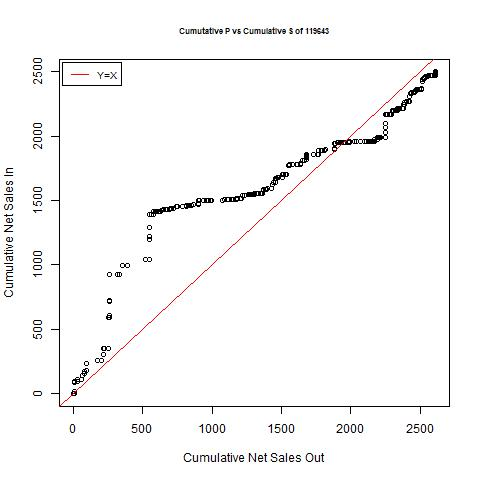 Cumutative P vs Cumulative S of 119643
Y=X
Cumulative Net Sales In
2500
2000
1500
1000
500
0
0 500 1000 1500 2000 2500
Cumulative Net Sales Out